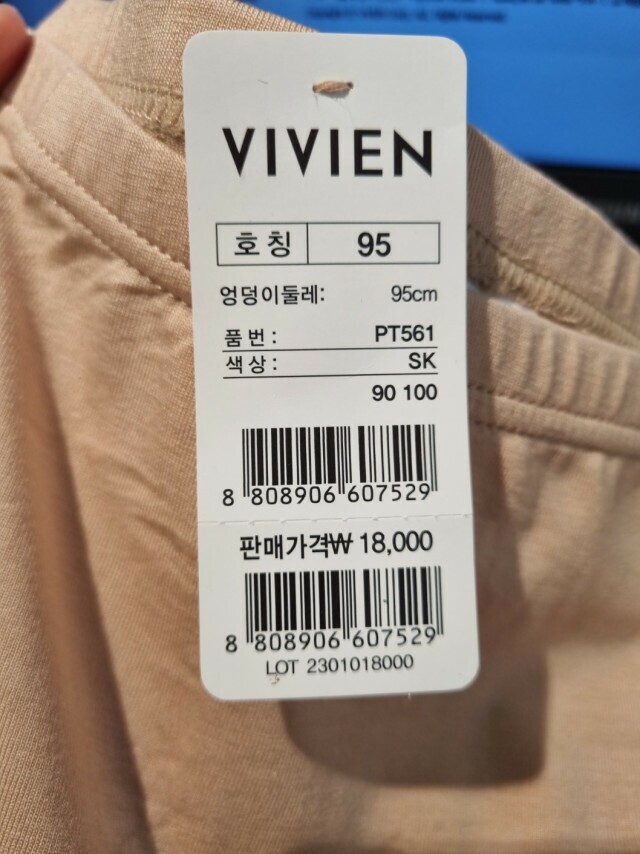 VIVIEN
호칭 95
엉덩이둘레: 95cm
품번: PT561
색상: SK
90 100
8 808906 607529
판매가격₩ 18,000
8 808906 607529
LOT 2301018000